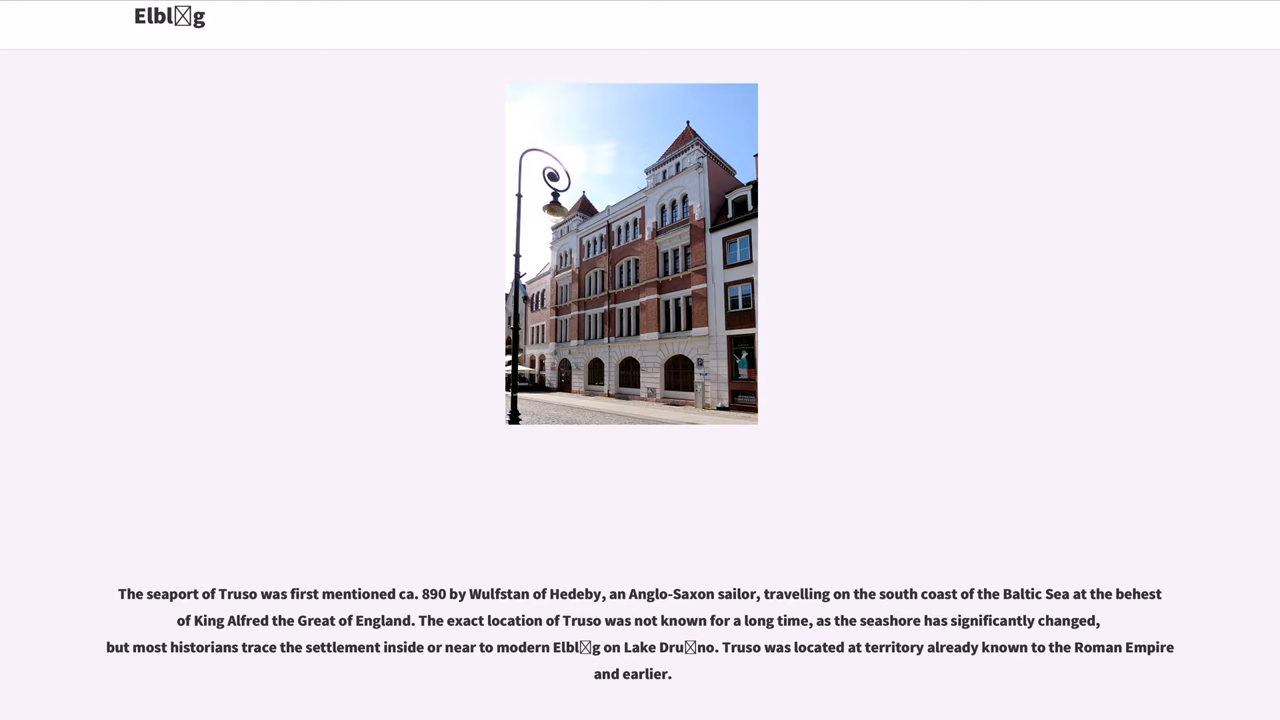 Elbl〿g
The seaport of Truso was first mentioned ca. 890 by Wulfstan of Hedeby, an Anglo-Saxon sailor, travelling on the south coast of the Baltic Sea at the behest
of King Alfred the Great of England. The exact location of Truso was not known for a long time, as the seashore has significantly changed,
but most historians trace the settlement inside or near to modern Elbl〿g on Lake Dru〿no. Truso was located at territory already known to the Roman Empire
and earlier.